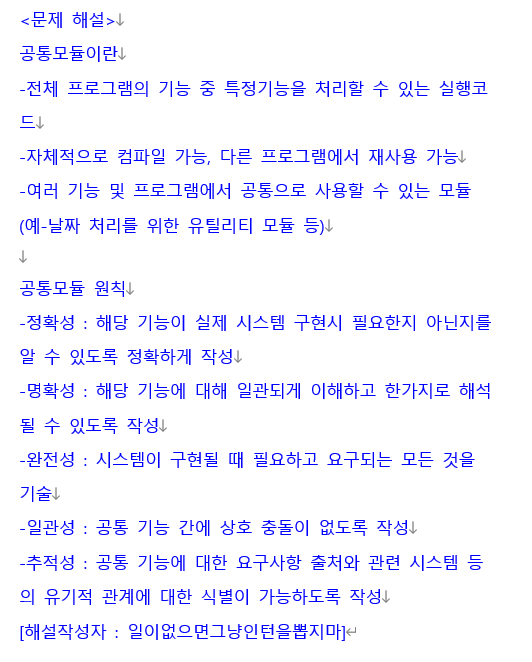 <문제 해설>↓
공통모듈이란↓
-전체 프로그램의 기능 중 특정기능을 처리할 수 있는 실행코
드↓
-자체적으로 컴파일 가능, 다른 프로그램에서 재사용 가능↓
-여러 기능 및 프로그램에서 공통으로 사용할 수 있는 모듈
(예-날짜 처리를 위한 유틸리티 모듈 등)↓
↓
공통모듈 원칙↓
-정확성 : 해당 기능이 실제 시스템 구현시 필요한지 아닌지를
알 수 있도록 정확하게 작성↓
-명확성 : 해당 기능에 대해 일관되게 이해하고 한가지로 해석
될 수 있도록 작성↓
-완전성 : 시스템이 구현될 때 필요하고 요구되는 모든 것을
기술↓
-일관성 : 공통 기능 간에 상호 충돌이 없도록 작성↓
-추적성 : 공통 기능에 대한 요구사항 출처와 관련 시스템 등
의 유기적 관계에 대한 식별이 가능하도록 작성↓
[해설작성자 : 일이없으면그냥인턴을뽑지마]↵